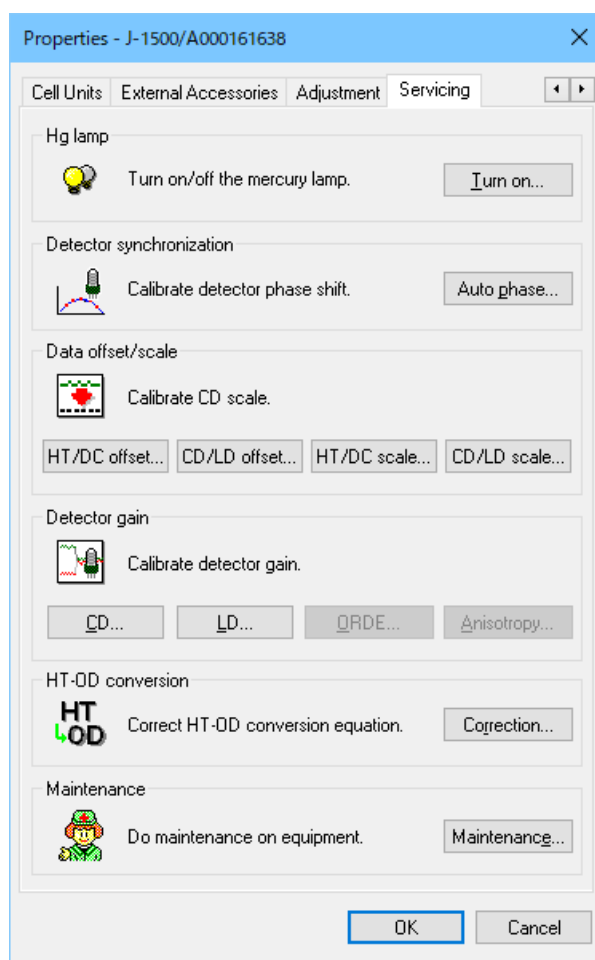 Properties - J-1500/A000161638
Cell Units External Accessories Adjustment Servicing
Hg lamp
Turn on/off the mercury lamp. Turn on...
Detector synchronization
Calibrate detector phase shift. Auto phase...
Data offset/scale
Calibrate CD scale.
HT/DC offset... CD/LD offset... HT/DC scale... CD/LD scale...
Detector gain
Calibrate detector gain.
CD... LD... ORDE... Anisotropy...
HT-OD conversion
HT
OD
Correct HT-OD conversion equation. Correction...
Maintenance
Do maintenance on equipment. Maintenance...
OK Cancel